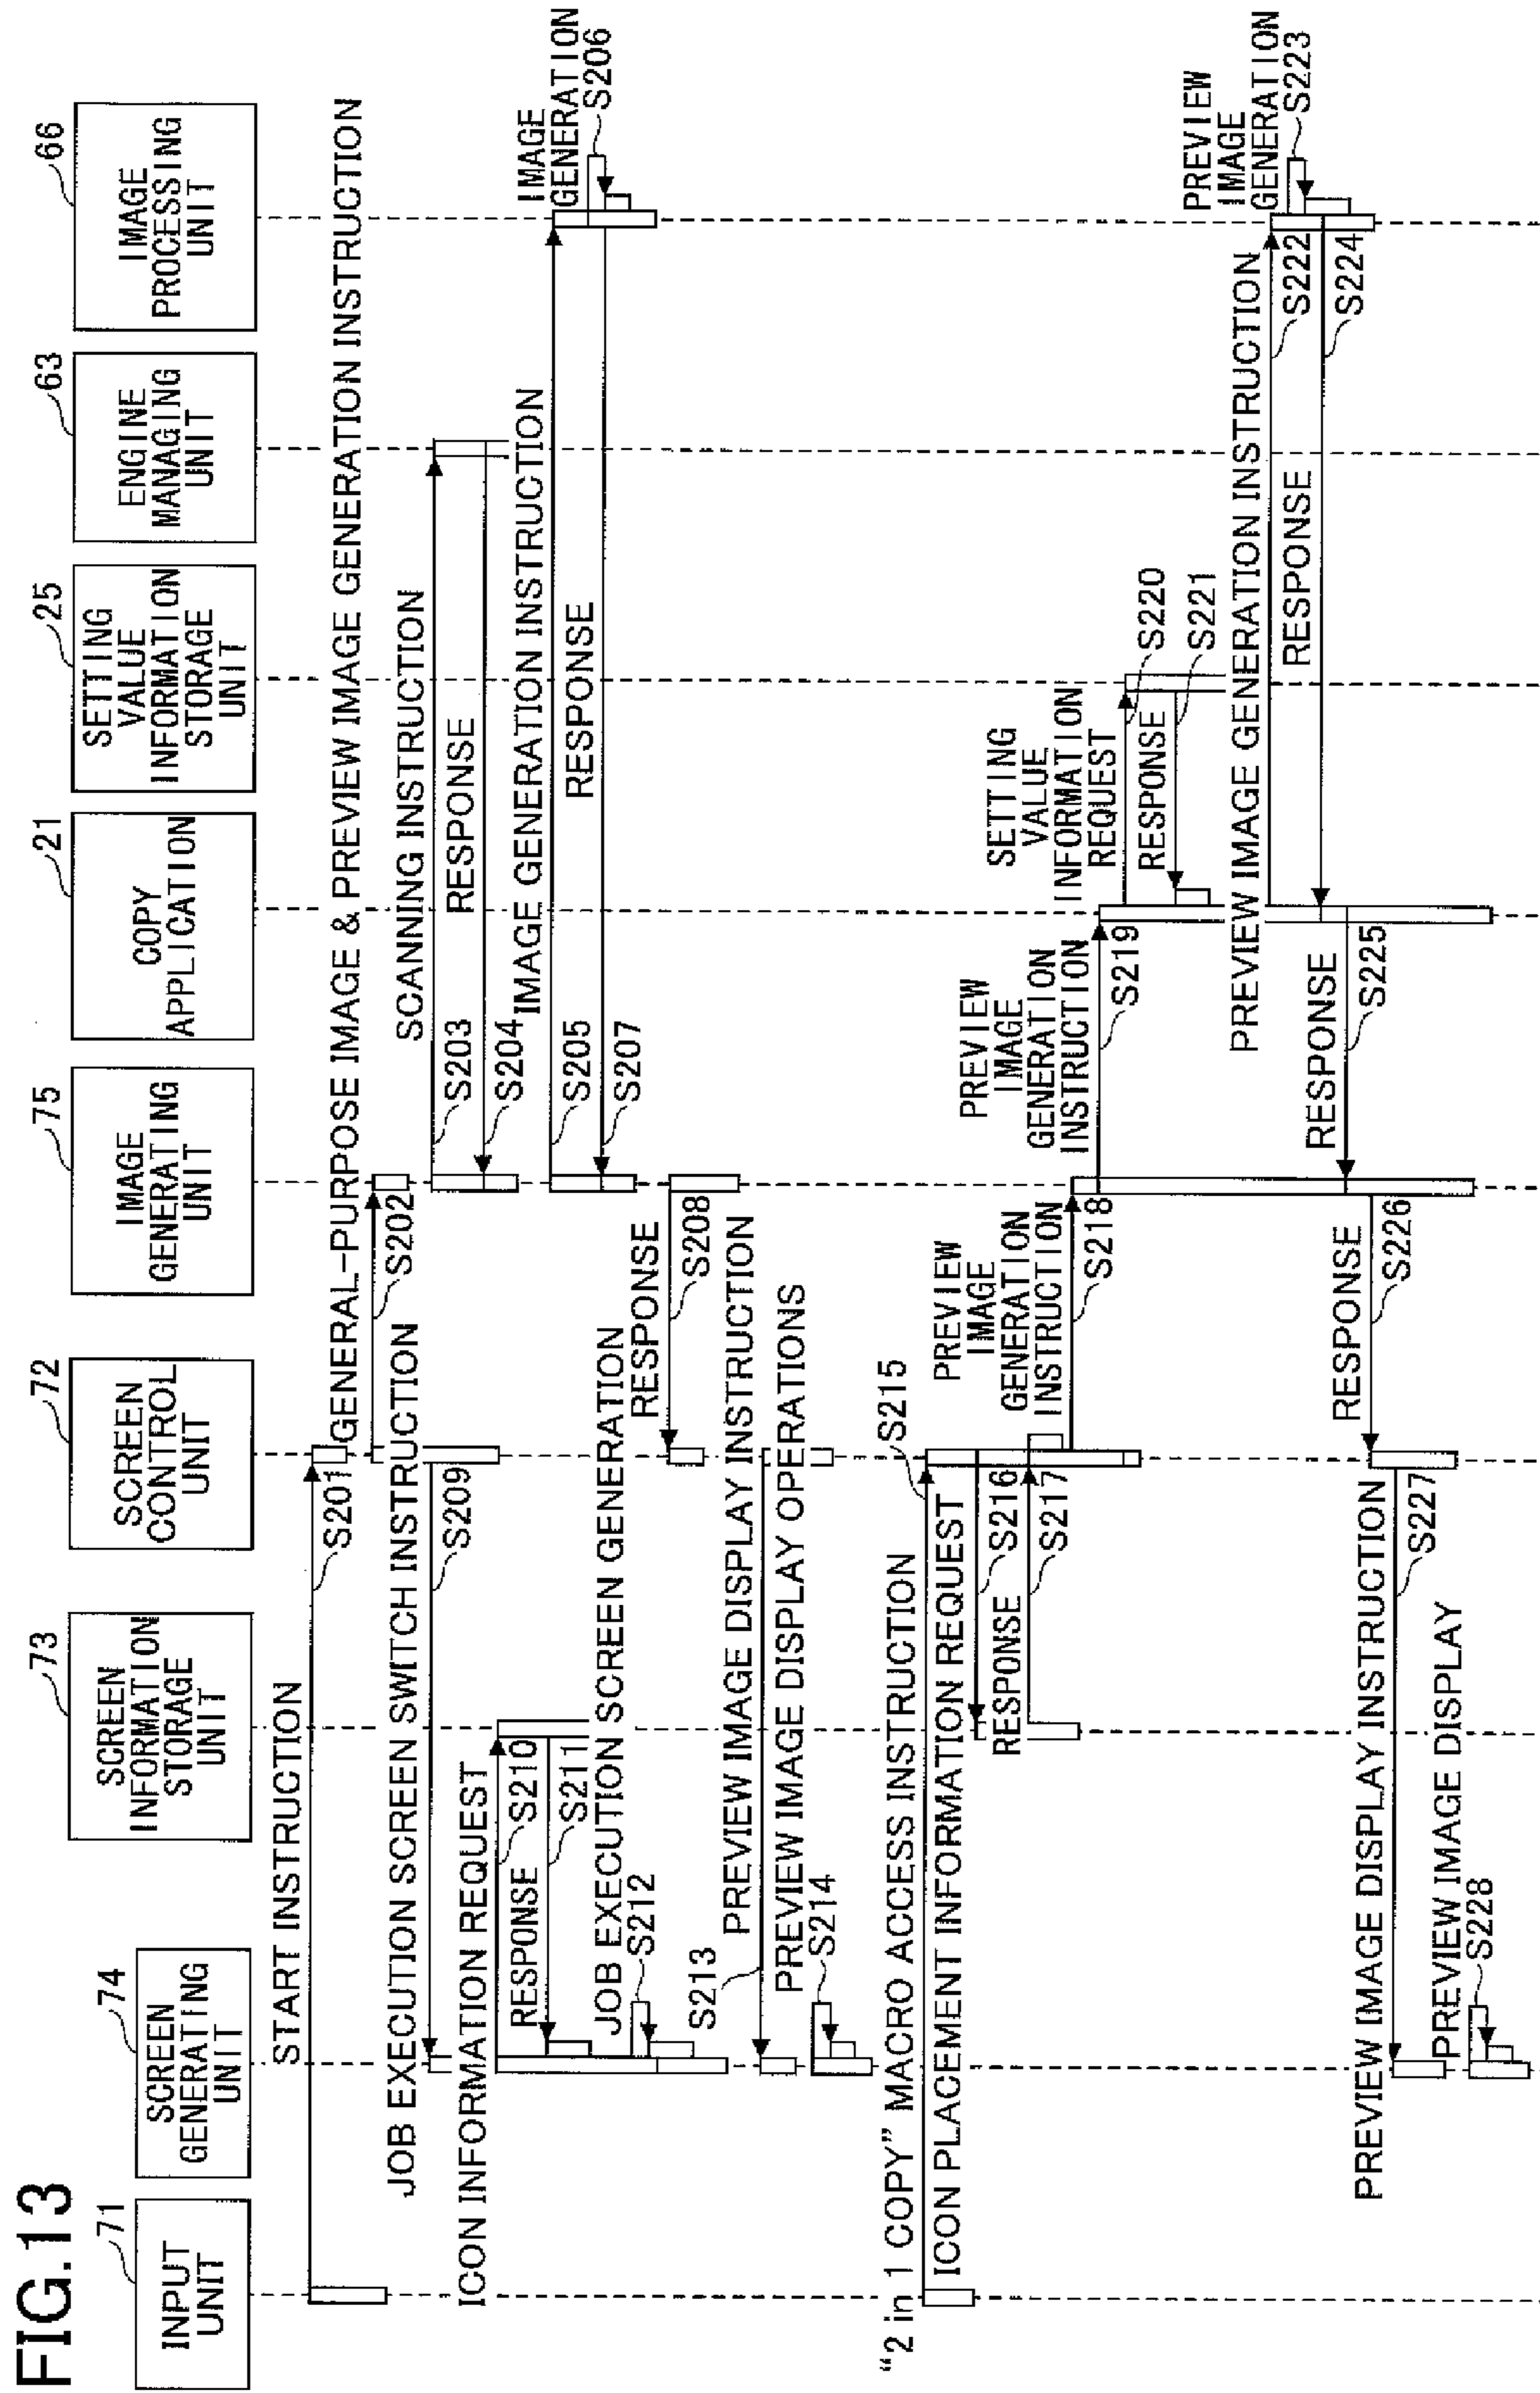 FIG.13
71
INPUT
UNIT
74
SCREEN
GENERATING
UNIT
73
SCREEN
INFORMATION
STORAGE
UNIT
72
SCREEN
CONTROL
UNIT
75
IMAGE
GENERATING
UNIT
21
COPY
APPLICATION
25
SETTING
VALUE
INFORMATION
STORAGE
UNIT
63
ENGINE
MANAGING
UNIT
66
IMAGE
PROCESSING
UNIT
START INSTRUCTION
S201
GENERAL-PURPOSE IMAGE & PREVIEW IMAGE GENERATION INSTRUCTION
S202
SCANNING INSTRUCTION
S203
RESPONSE
S204
IMAGE GENERATION INSTRUCTION
S205
IMAGE
GENERATION
S206
RESPONSE
S207
RESPONSE
S208
JOB EXECUTION SCREEN SWITCH INSTRUCTION
S209
ICON INFORMATION REQUEST
S210
RESPONSE
S211
JOB EXECUTION SCREEN GENERATION
S212
PREVIEW IMAGE DISPLAY INSTRUCTION
S213
PREVIEW IMAGE DISPLAY OPERATIONS
S214
“2 in 1 COPY” MACRO ACCESS INSTRUCTION
S215
ICON PLACEMENT INFORMATION REQUEST
S216
RESPONSE
S217
PREVIEW
IMAGE
GENERATION
INSTRUCTION
S218
PREVIEW
IMAGE
GENERATION
INSTRUCTION
S219
SETTING
VALUE
INFORMATION
REQUEST
S220
RESPONSE
S221
PREVIEW IMAGE GENERATION INSTRUCTION
S222
PREVIEW
IMAGE
GENERATION
S223
RESPONSE
S224
RESPONSE
S225
RESPONSE
S226
PREVIEW IMAGE DISPLAY INSTRUCTION
S227
PREVIEW IMAGE DISPLAY
S228